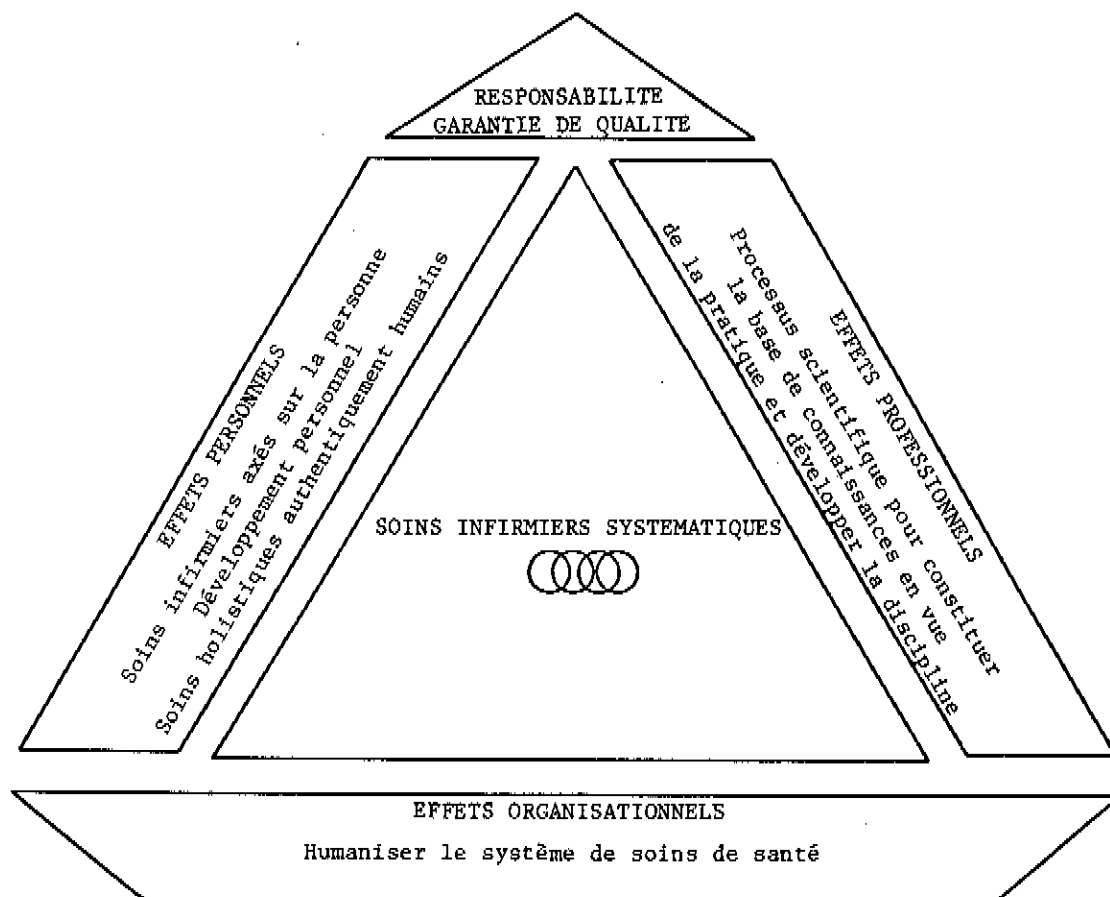 RESPONSABILITE
GARANTIE DE QUALITE
EFFETS PERSONNELS
Soins infirmiers axés sur la personne
Développement personnel
Soins holistiques authentiquement humains
EFFETS PROFESSIONNELS
Processus scientifique pour constituer
la base de connaissances en vue
de la pratique et développer la discipline
SOINS INFIRMIERS SYSTEMATIQUES
EFFETS ORGANISATIONNELS
Humaniser le système de soins de santé